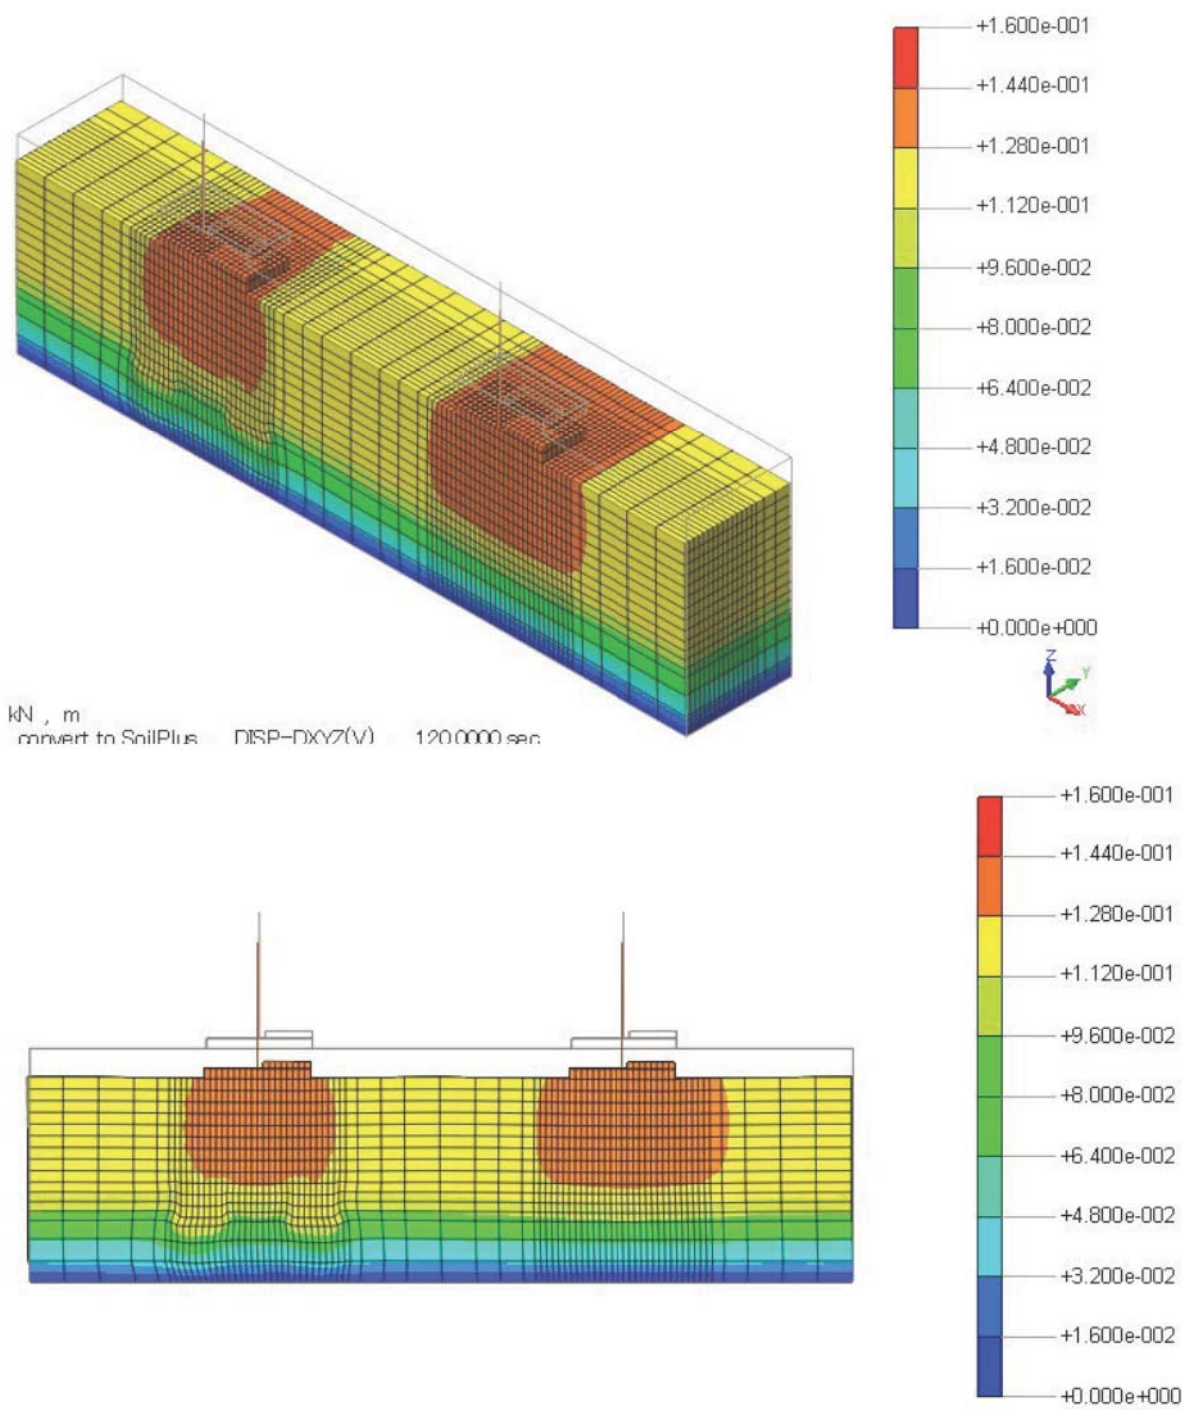 +1.600e-001
+1.440e-001
+1.280e-001
+1.120e-001
+9.600e-002
+8.000e-002
+6.400e-002
+4.800e-002
+3.200e-002
+1.600e-002
+0.000e+000
Z
Y
X
kN , m
convert to SoilPlus DISP-DXYZ(V) 120.0000 sec
+1.600e-001
+1.440e-001
+1.280e-001
+1.120e-001
+9.600e-002
+8.000e-002
+6.400e-002
+4.800e-002
+3.200e-002
+1.600e-002
+0.000e+000